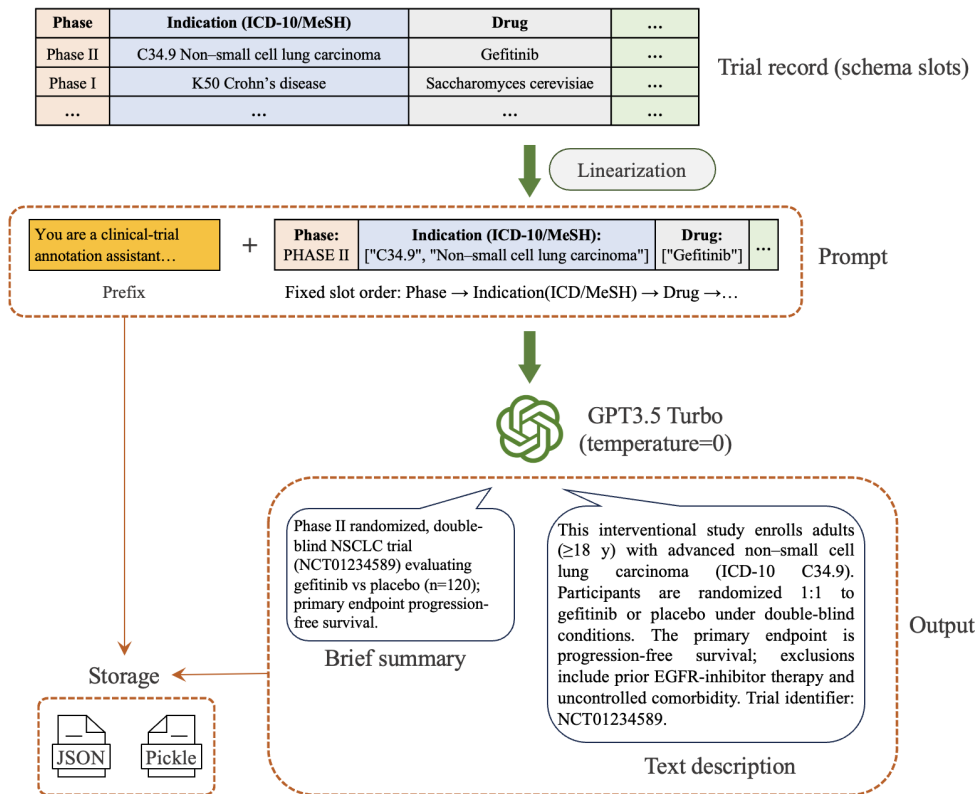 Phase Indication (ICD-10/MeSH) Drug ...
Phase II C34.9 Non–small cell lung carcinoma Gefitinib ...
Phase I K50 Crohn’s disease Saccharomyces cerevisiae ...
... ... ... ...
Trial record (schema slots)
Linearization
You are a clinical-trial
annotation assistant…
Prefix
+
Phase: Indication (ICD-10/MeSH): Drug: ...
PHASE II ["C34.9", "Non–small cell lung carcinoma"] ["Gefitinib"]
Fixed slot order: Phase → Indication(ICD/MeSH) → Drug →…
Prompt
GPT3.5 Turbo
(temperature=0)
Phase II randomized, double-
blind NSCLC trial
(NCT01234589) evaluating
gefitinib vs placebo (n=120);
primary endpoint progression-
free survival.
Brief summary
This interventional study enrolls adults
(≥18 y) with advanced non–small cell
lung carcinoma (ICD-10 C34.9).
Participants are randomized 1:1 to
gefitinib or placebo under double-blind
conditions. The primary endpoint is
progression-free survival; exclusions
include prior EGFR-inhibitor therapy and
uncontrolled comorbidity. Trial identifier:
NCT01234589.
Text description
Output
Storage
JSON
Pickle